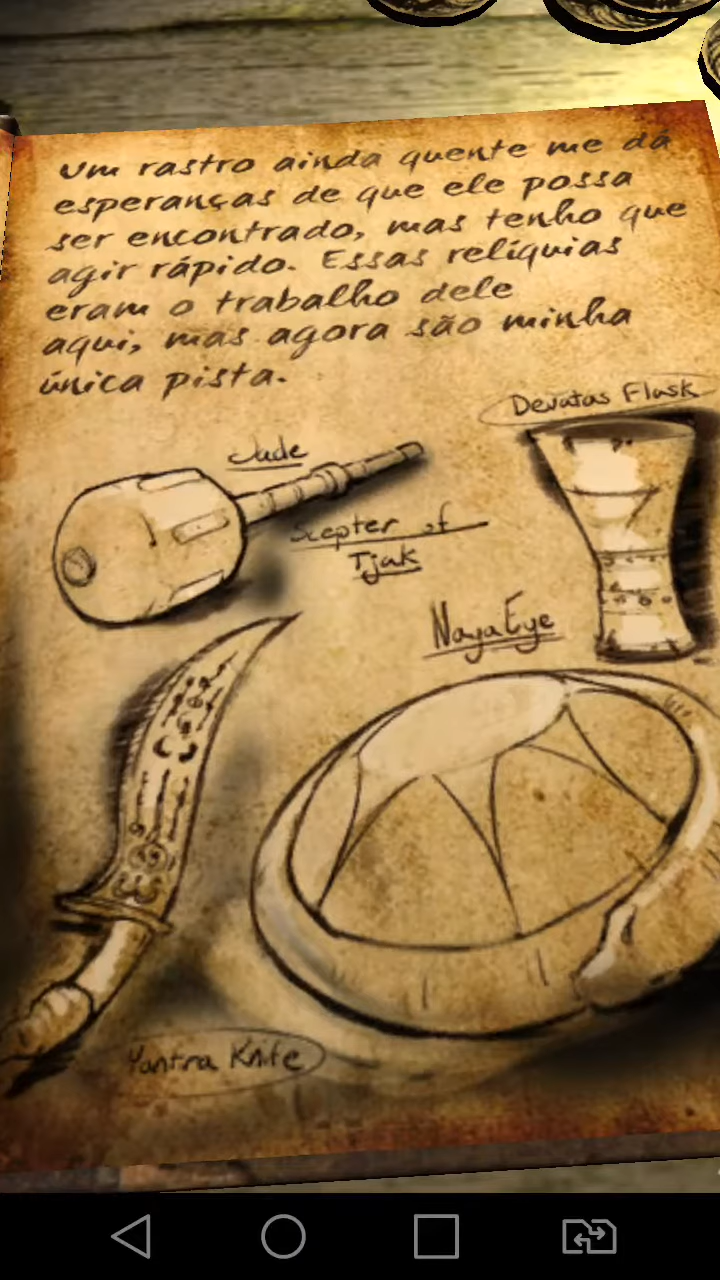 Um rastro ainda quente me dá
esperanças de que ele possa
ser encontrado, mas tenho que
agir rápido. Essas relíquias
eram o trabalho dele
aqui, mas agora são minha
única pista.
Devatas Flask
Jade
Scepter of
Tjak
Naga Eye
Yantra Knife